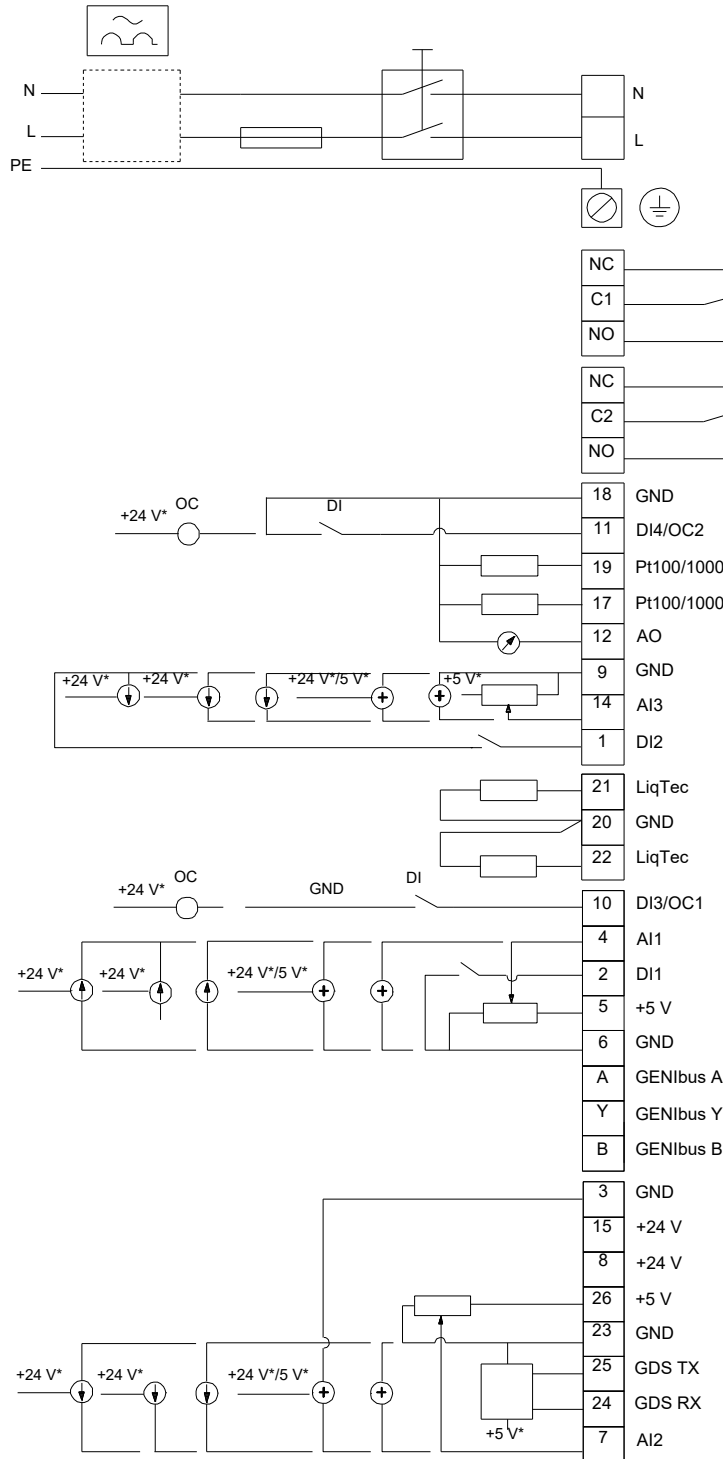 N
N
L
L
PE
NC
C1
NO
NC
C2
NO
18 GND
+24 V* OC DI
11 DI4/OC2
19 Pt100/1000
17 Pt100/1000
12 AO
9 GND
+24 V* +24 V* +24 V*/5 V* +5 V*
14 AI3
1 DI2
21 LiqTec
20 GND
22 LiqTec
+24 V* OC GND DI
10 DI3/OC1
4 AI1
+24 V* +24 V* +24 V*/5 V*
2 DI1
5 +5 V
6 GND
A GENIbus A
Y GENIbus Y
B GENIbus B
3 GND
15 +24 V
8 +24 V
26 +5 V
23 GND
+24 V* +24 V* +24 V*/5 V*
25 GDS TX
24 GDS RX
+5 V*
7 AI2